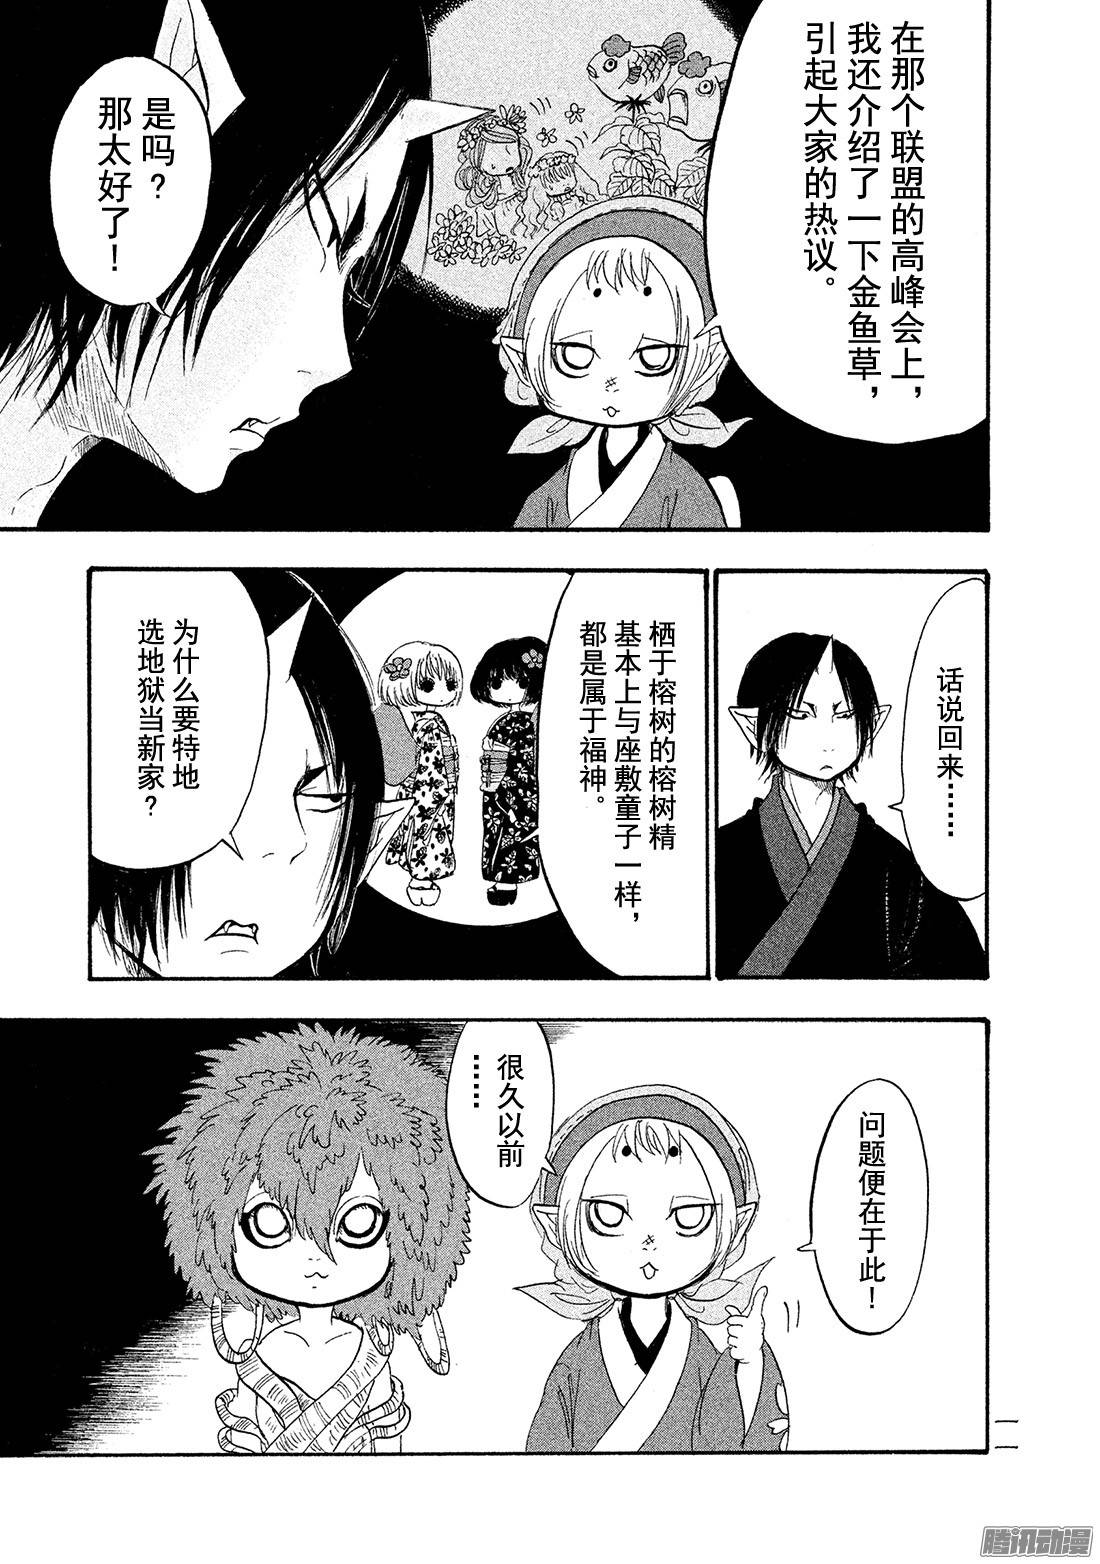 在那个联盟的高峰会上，
我还介绍了一下金鱼草，
引起大家的热议。
是吗？
那太好了！
话说回来……
栖于榕树的榕树精
基本上与座敷童子一样，
都是属于福神。
为什么要特地
选地狱当新家？
问题便在于此！
很久以前
……
一一
腾讯动漫